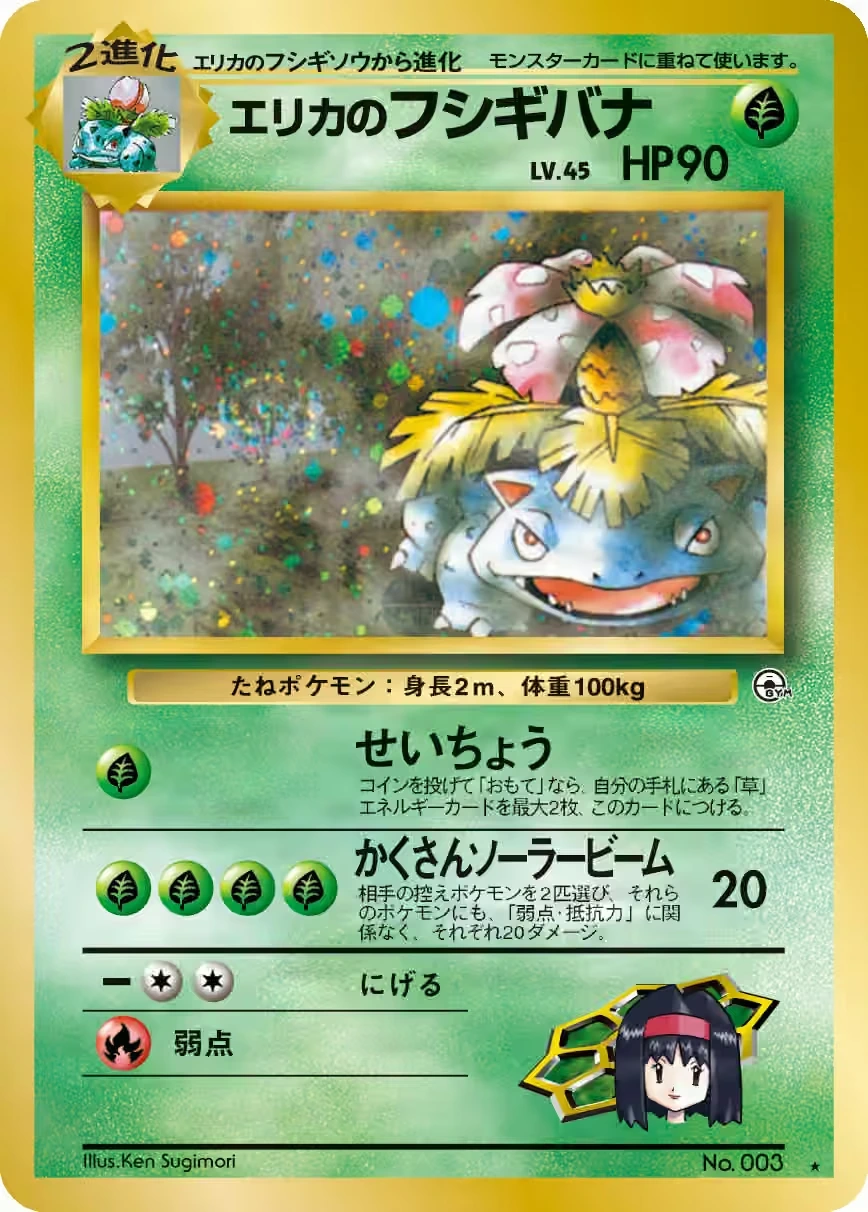 2進化
エリカのフシギソウから進化 モンスターカードに重ねて使います。
エリカのフシギバナ
LV.45 HP90
たねポケモン：身長2m、体重100kg
GYM
せいちょう
コインを投げて「おもて」なら、自分の手札にある「草」
エネルギーカードを最大2枚、このカードにつける。
かくさんソーラービーム 20
相手の控えポケモンを2匹選び、それら
のポケモンにも、「弱点・抵抗力」に関
係なく、それぞれ20ダメージ。
にげる
弱点
Illus.Ken Sugimori No.003 ★